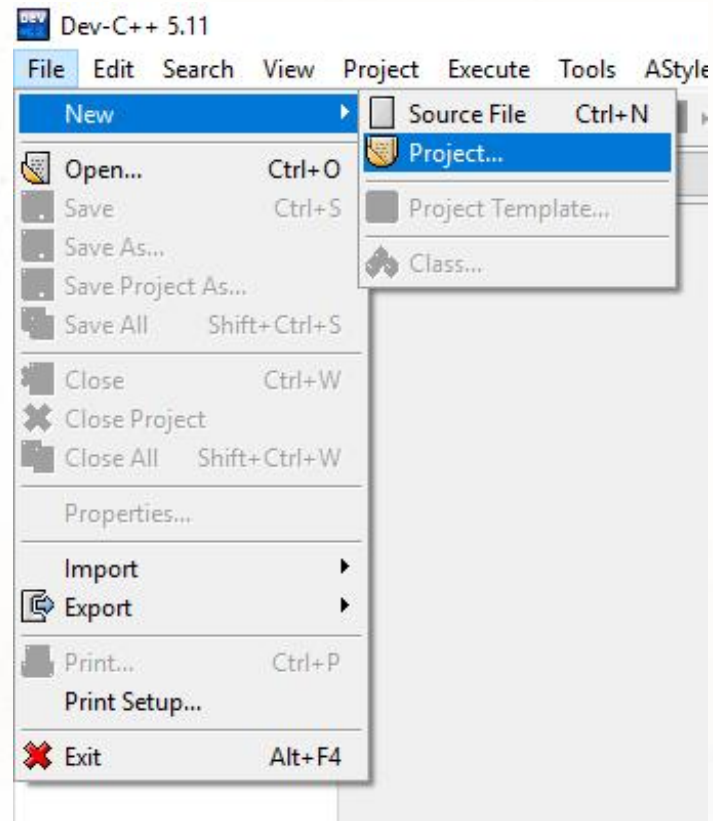 Dev-C++ 5.11
File Edit Search View Project Execute Tools AStyle
New
Source File Ctrl+N
Project...
Project Template...
Class...
Open... Ctrl+O
Save Ctrl+S
Save As...
Save Project As...
Save All Shift+Ctrl+S
Close Ctrl+W
Close Project
Close All Shift+Ctrl+W
Properties...
Import
Export
Print... Ctrl+P
Print Setup...
Exit Alt+F4